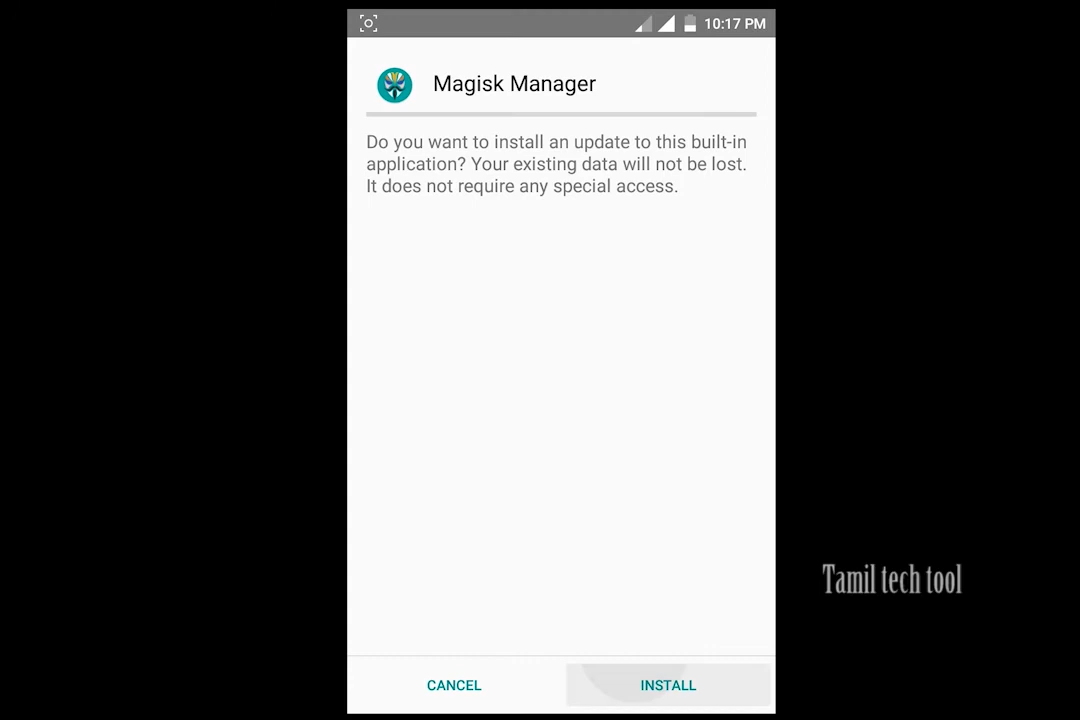 10:17 PM
Magisk Manager
Do you want to install an update to this built-in
application? Your existing data will not be lost.
It does not require any special access.
Tamil tech tool
CANCEL
INSTALL